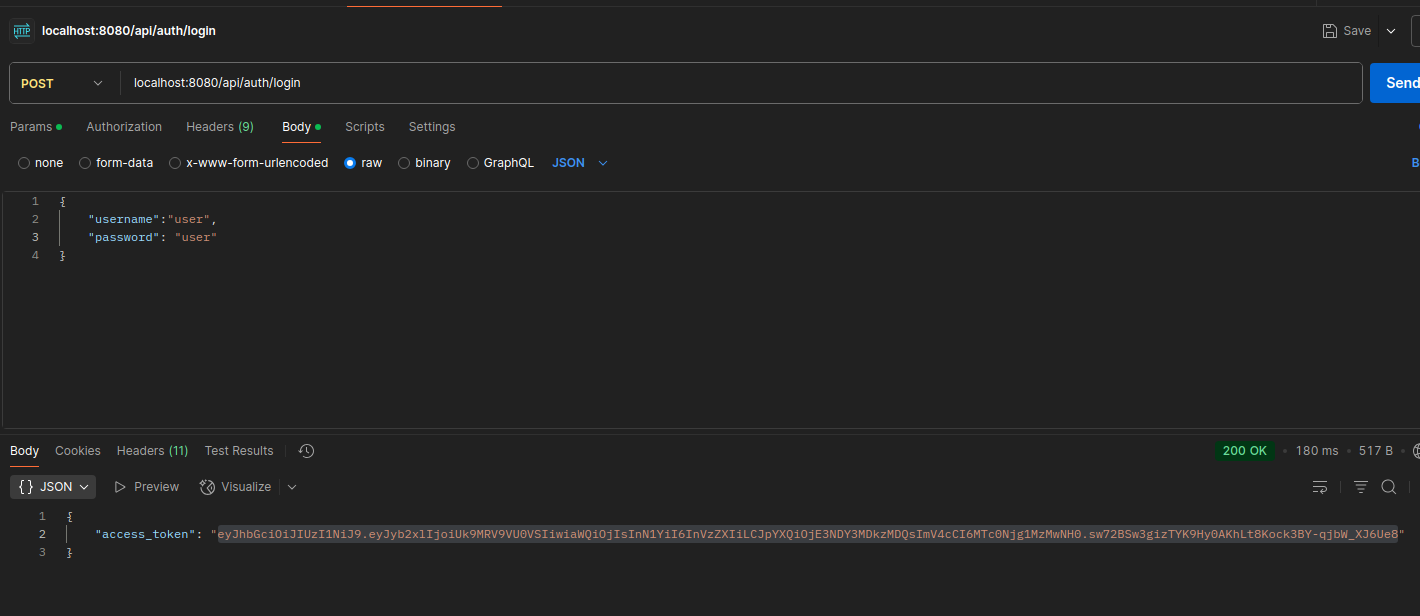 HTTP localhost:8080/api/auth/login Save
POST localhost:8080/api/auth/login Send
Params Authorization Headers (9) Body Scripts Settings
none form-data x-www-form-urlencoded raw binary GraphQL JSON B
1 {
2 "username":"user",
3 "password": "user"
4 }
Body Cookies Headers (11) Test Results 200 OK 180 ms 517 B
{} JSON Preview Visualize
1 {
2 "access_token": "eyJhbGciOiJIUzI1NiJ9.eyJyb2xlIjoiUk9MRV9VU0VSIiwiaWQiOjIsInN1YiI6InVzZXIiLCJpYXQiOjE3NDY3MDkzMDQsImV4cCI6MTc0Njg1MzMwNH0.sw72BSw3gizTYK9Hy0AKhLt8Kock3BY-qjbW_XJ6Ue8"
3 }